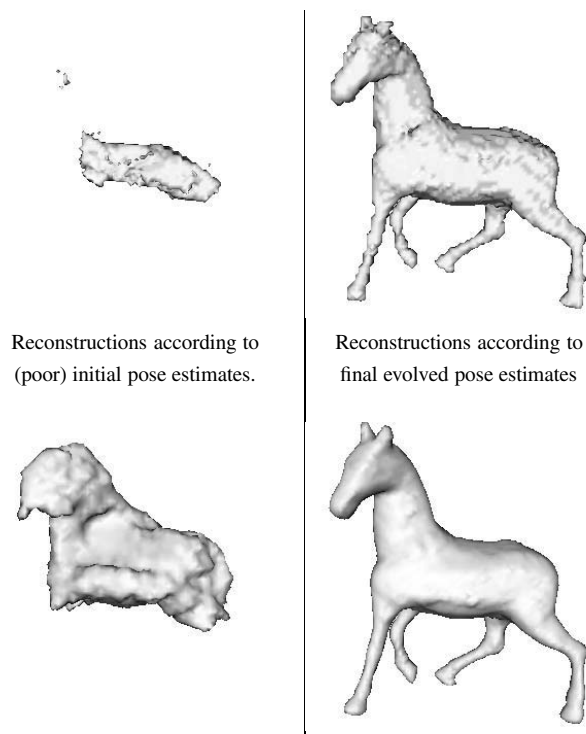 Reconstructions according to
(poor) initial pose estimates.
Reconstructions according to
final evolved pose estimates